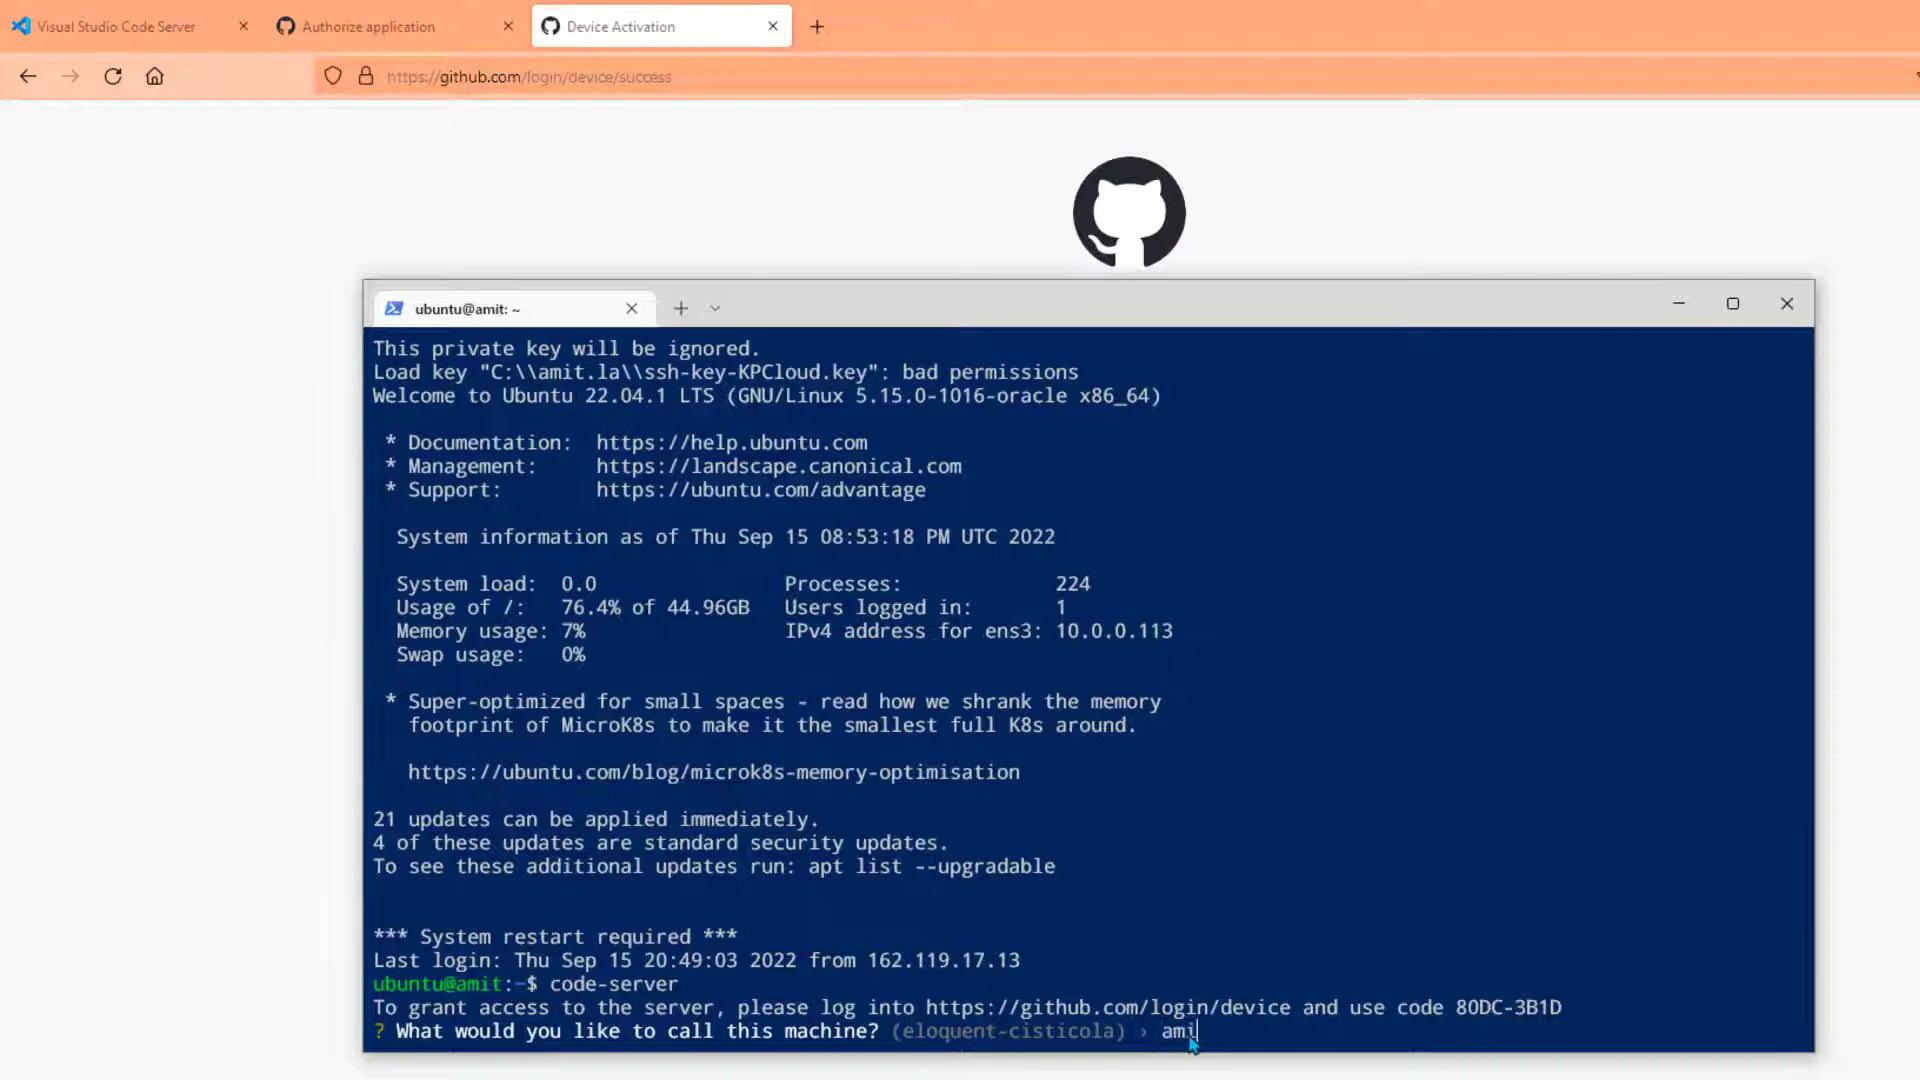 Visual Studio Code Server
Authorize application
Device Activation
https://github.com/login/device/success
ubuntu@amit: ~
This private key will be ignored.
Load key "C:\\amit.la\\ssh-key-KPCloud.key": bad permissions
Welcome to Ubuntu 22.04.1 LTS (GNU/Linux 5.15.0-1016-oracle x86_64)
* Documentation: https://help.ubuntu.com
* Management: https://landscape.canonical.com
* Support: https://ubuntu.com/advantage
System information as of Thu Sep 15 08:53:18 PM UTC 2022
System load: 0.0 Processes: 224
Usage of /: 76.4% of 44.96GB Users logged in: 1
Memory usage: 7% IPv4 address for ens3: 10.0.0.113
Swap usage: 0%
* Super-optimized for small spaces - read how we shrank the memory
footprint of MicroK8s to make it the smallest full K8s around.
https://ubuntu.com/blog/microk8s-memory-optimisation
21 updates can be applied immediately.
4 of these updates are standard security updates.
To see these additional updates run: apt list --upgradable
*** System restart required ***
Last login: Thu Sep 15 20:49:03 2022 from 162.119.17.13
ubuntu@amit:~$ code-server
To grant access to the server, please log into https://github.com/login/device and use code 80DC-3B1D
? What would you like to call this machine? (eloquent-cisticola) › ami